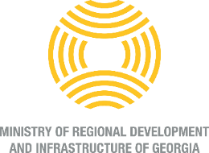 MINISTRY OF REGIONAL DEVELOPMENT
AND INFRASTRUCTURE OF GEORGIA